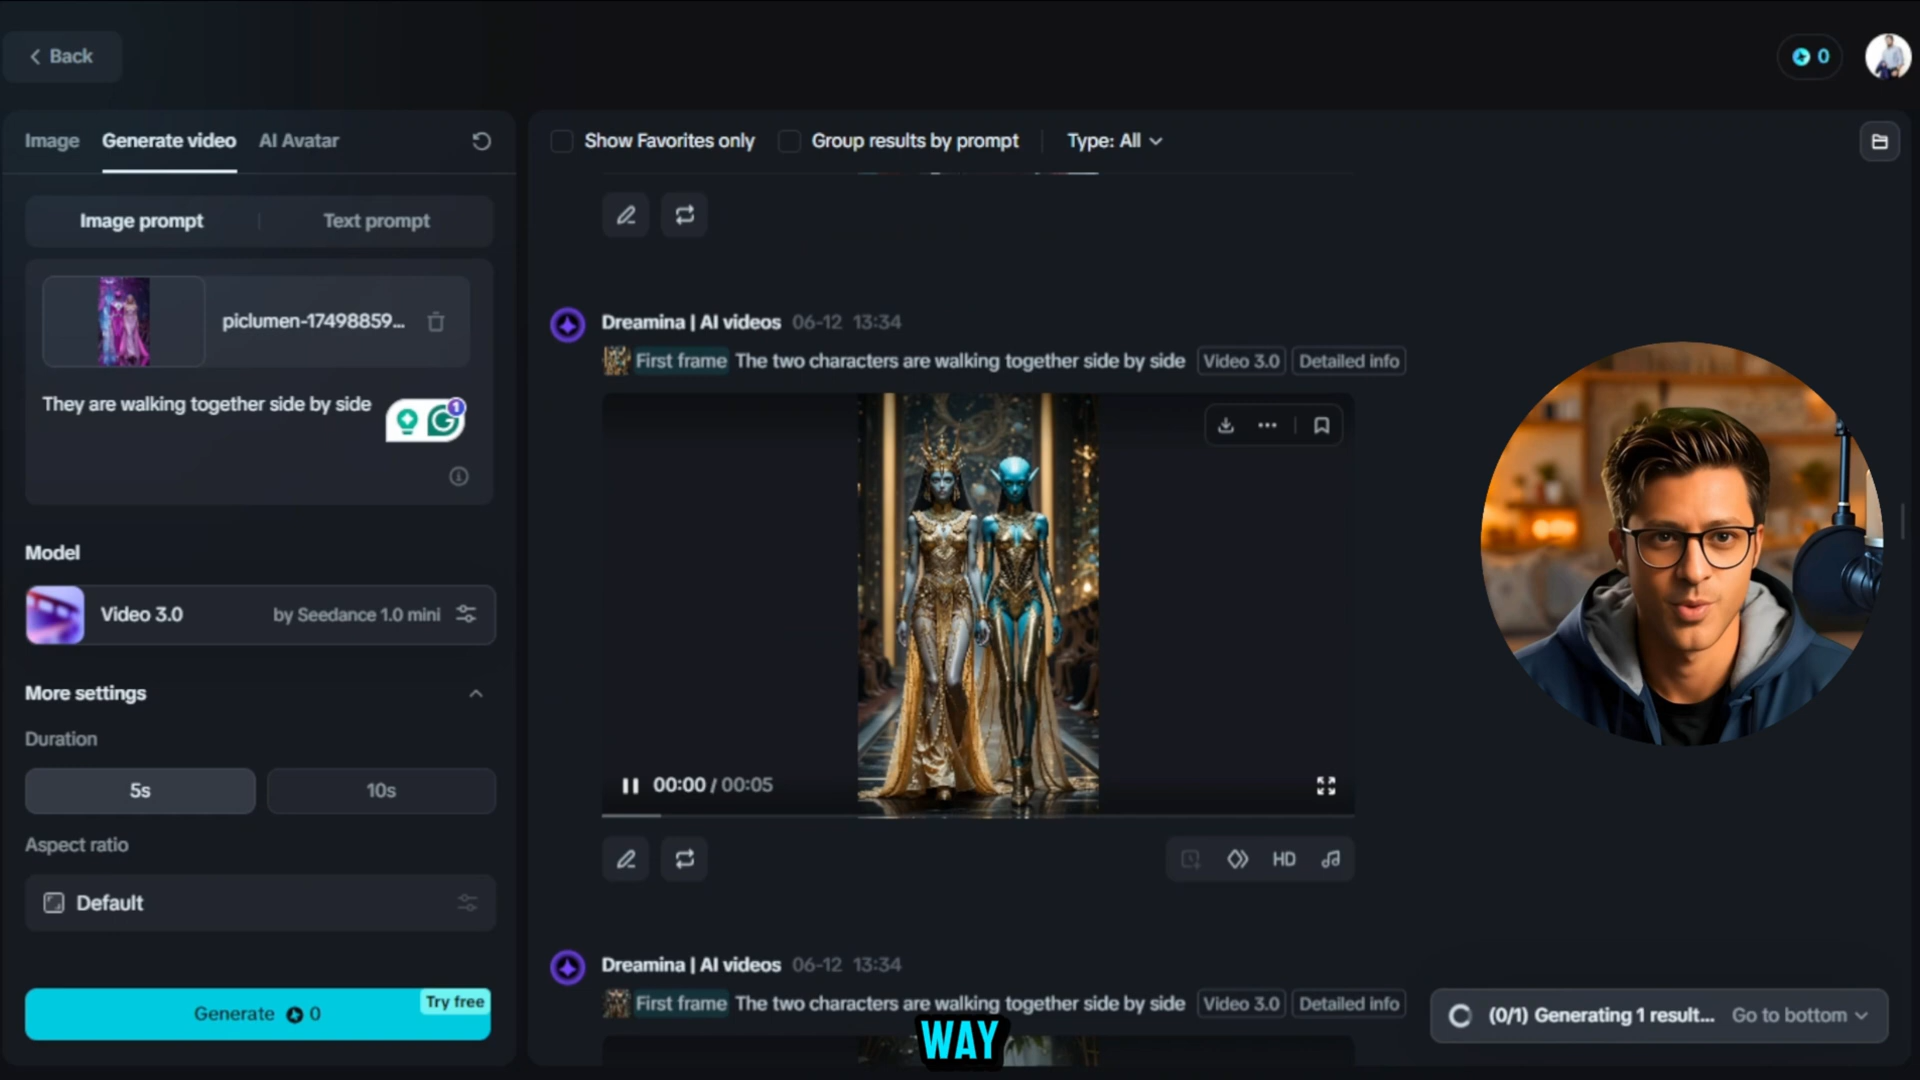 Back
0
Image Generate video AI Avatar
Show Favorites only Group results by prompt Type: All
Image prompt Text prompt
piclumen-17498859...
They are walking together side by side
1
Model
Video 3.0 by Seedance 1.0 mini
More settings
Duration
5s 10s
Aspect ratio
Default
Generate 0 Try free
Dreamina | AI videos 06-12 13:34
First frame The two characters are walking together side by side Video 3.0 Detailed info
00:00 / 00:05
HD
Dreamina | AI videos 06-12 13:34
First frame The two characters are walking together side by side Video 3.0 Detailed info
(0/1) Generating 1 result... Go to bottom
WAY